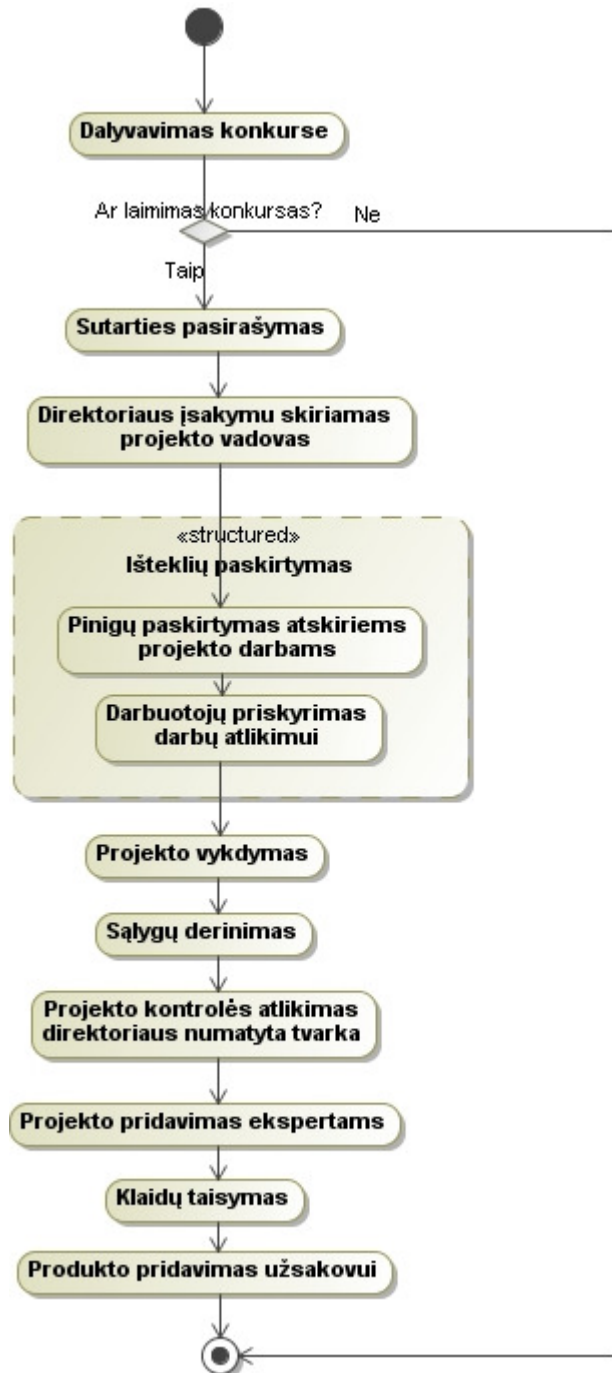 Dalyvavimas konkurse
Ar laimimas konkursas?
Ne
Taip
Sutarties pasirašymas
Direktoriaus įsakymu skiriamas
projekto vadovas
«structured»
Išteklių paskirtymas
Pinigų paskirtymas atskiriems
projekto darbams
Darbuotojų priskyrimas
darbų atlikimui
Projekto vykdymas
Sąlygų derinimas
Projekto kontrolės atlikimas
direktoriaus numatyta tvarka
Projekto pridavimas ekspertams
Klaidų taisymas
Produkto pridavimas užsakovui